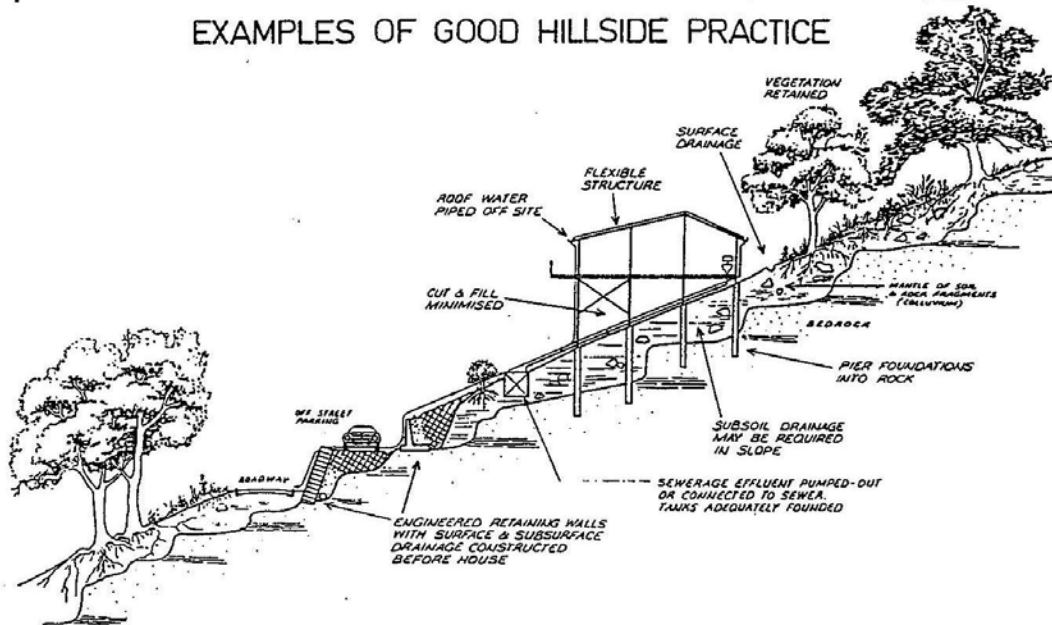 EXAMPLES OF GOOD HILLSIDE PRACTICE
VEGETATION
RETAINED
SURFACE
DRAINAGE
FLEXIBLE
STRUCTURE
ROOF WATER
PIPED OFF SITE
CUT & FILL
MINIMISED
MANTLE OF SOIL
& ROCK FRAGMENTS
(COLLUVIUM)
BEDROCK
PIER FOUNDATIONS
INTO ROCK
OFF STREET
PARKING
SUBSOIL DRAINAGE
MAY BE REQUIRED
IN SLOPE
ROADWAY
SEWERAGE EFFLUENT PUMPED-OUT
OR CONNECTED TO SEWER.
TANKS ADEQUATELY FOUNDED
ENGINEERED RETAINING WALLS
WITH SURFACE & SUBSURFACE
DRAINAGE CONSTRUCTED
BEFORE HOUSE